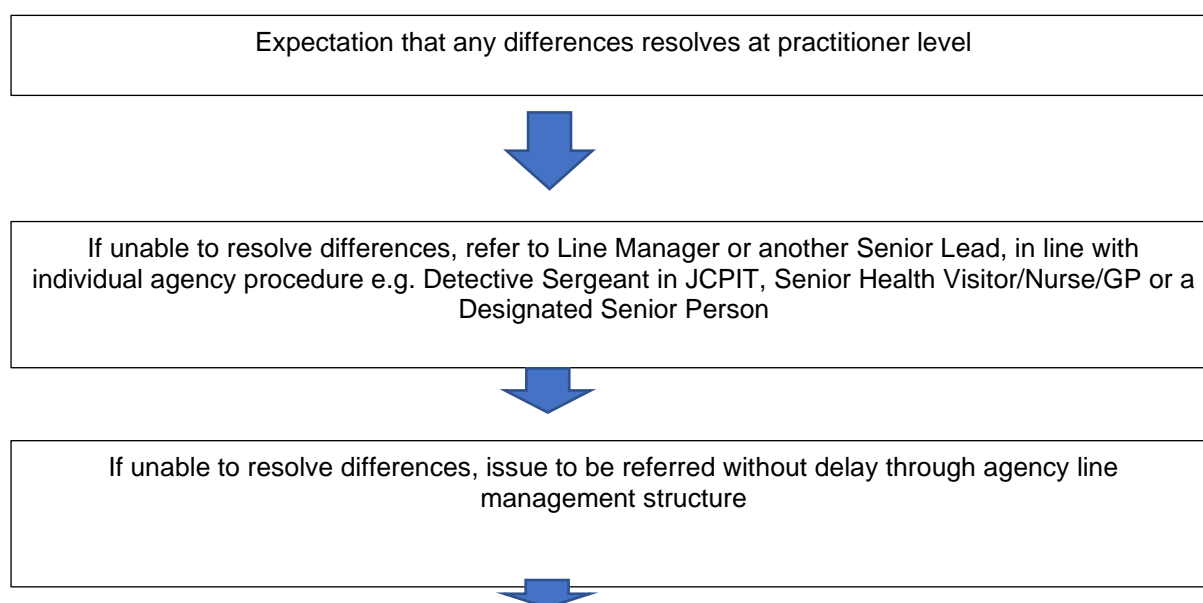 Expectation that any differences resolves at practitioner level
If unable to resolve differences, refer to Line Manager or another Senior Lead, in line with
individual agency procedure e.g. Detective Sergeant in JCPIT, Senior Health Visitor/Nurse/GP or a
Designated Senior Person
If unable to resolve differences, issue to be referred without delay through agency line
management structure